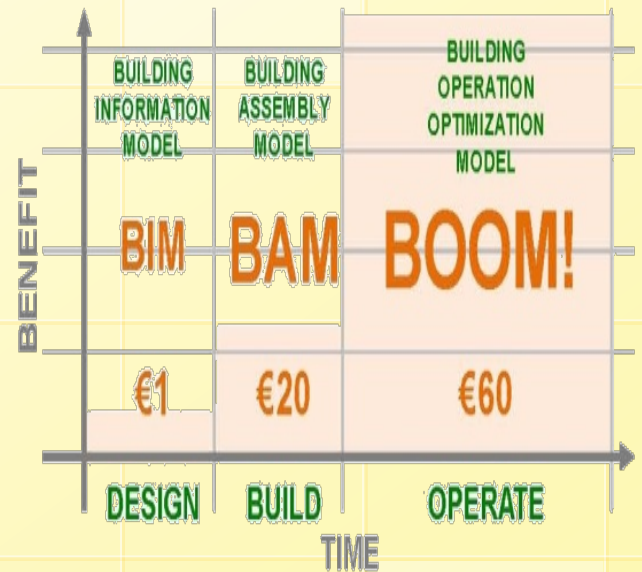 BENEFIT
BUILDING
INFORMATION
MODEL
BIM
€1
DESIGN
BUILDING
ASSEMBLY
MODEL
BAM
€20
BUILD
BUILDING
OPERATION
OPTIMIZATION
MODEL
BOOM!
€60
OPERATE
TIME